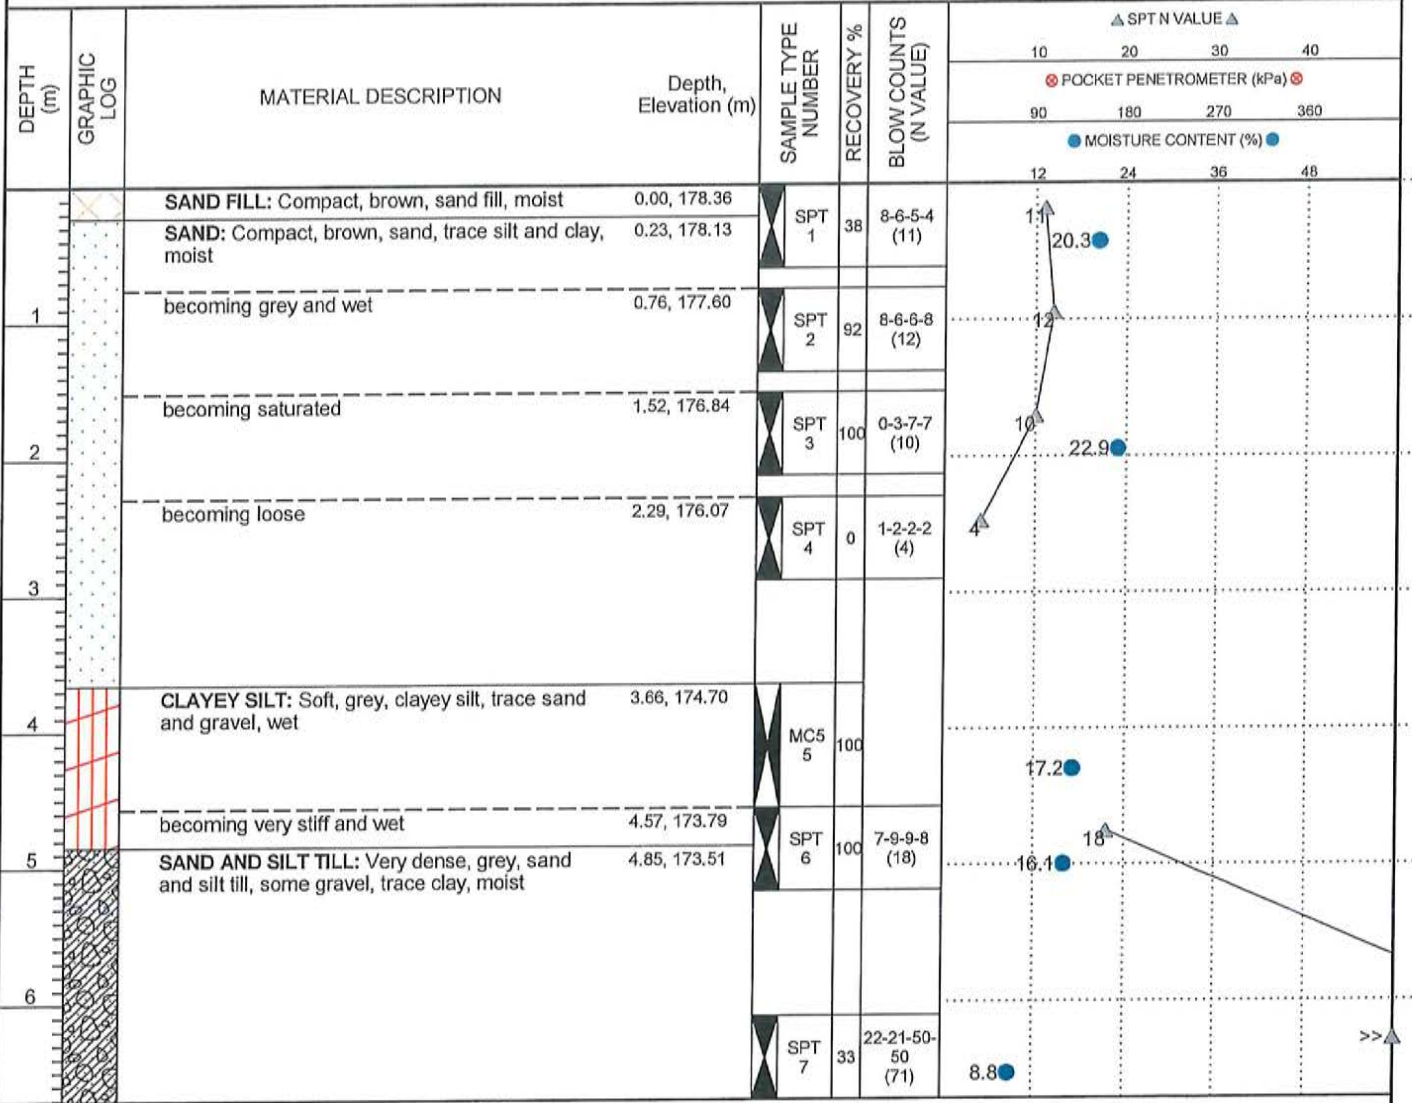 DEPTH
(m)
GRAPHIC
LOG
MATERIAL DESCRIPTION
Depth,
Elevation (m)
SAMPLE TYPE
NUMBER
RECOVERY %
BLOW COUNTS
(N VALUE)
SPT N VALUE
10 20 30 40
POCKET PENETROMETER (kPa)
90 180 270 360
MOISTURE CONTENT (%)
12 24 36 48
SAND FILL: Compact, brown, sand fill, moist 0.00, 178.36
SAND: Compact, brown, sand, trace silt and clay, 0.23, 178.13
moist
SPT
1
38
8-6-5-4
(11)
11
20.3
becoming grey and wet 0.76, 177.60
1
SPT
2
92
8-6-6-8
(12)
12
becoming saturated 1.52, 176.84
SPT
3
100
0-3-7-7
(10)
10
2
22.9
becoming loose 2.29, 176.07
SPT
4
0
1-2-2-2
(4)
4
3
CLAYEY SILT: Soft, grey, clayey silt, trace sand 3.66, 174.70
and gravel, wet
4
MC5
5
100
17.2
becoming very stiff and wet 4.57, 173.79
SPT
6
100
7-9-9-8
(18)
18
5
SAND AND SILT TILL: Very dense, grey, sand 4.85, 173.51
and silt till, some gravel, trace clay, moist
16.1
6
SPT
7
33
22-21-50-
50
(71)
>>
8.8